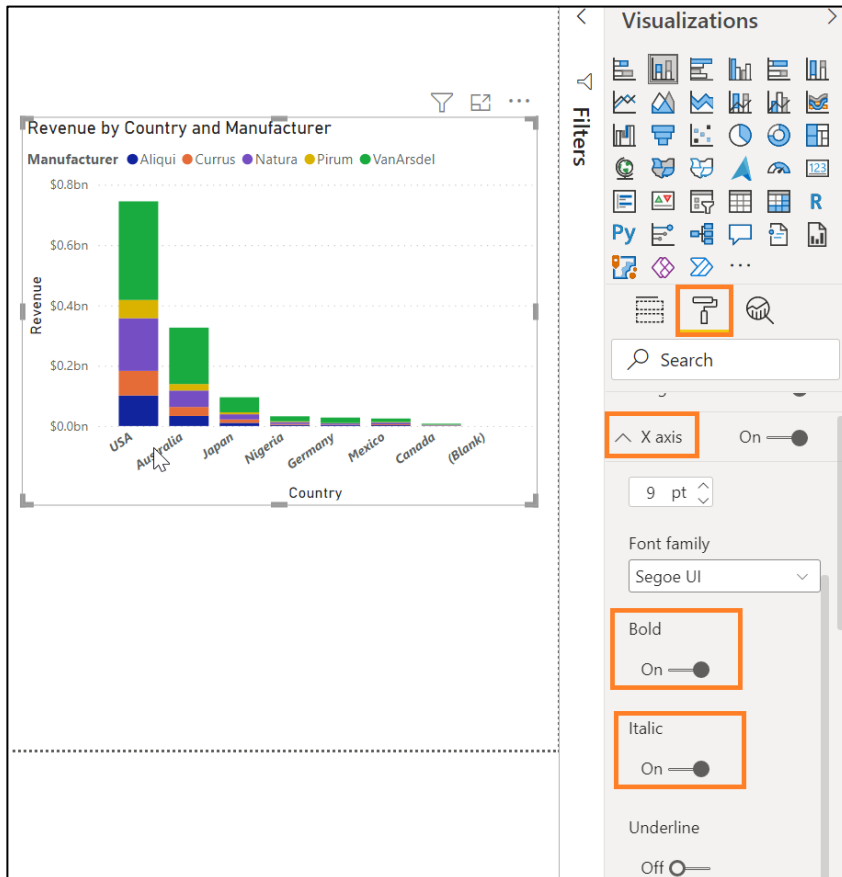 Visualizations
Filters
Revenue by Country and Manufacturer
Manufacturer Aliqui Currus Natura Pirum VanArsdel
$0.8bn
$0.6bn
$0.4bn
$0.2bn
$0.0bn
Revenue
USA Australia Japan Nigeria Germany Mexico Canada (Blank)
Country
123
R
Py
...
Search
X axis On
9 pt
Font family
Segoe UI
Bold
On
Italic
On
Underline
Off